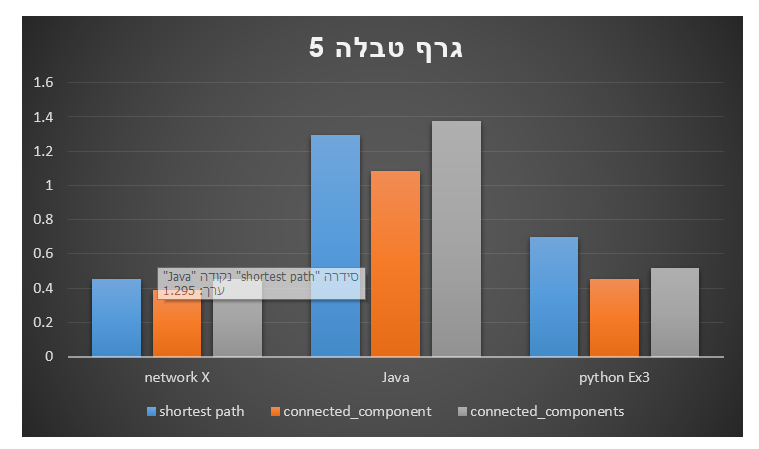 גרף טבלה 5
1.6
1.4
1.2
1
0.8
0.6
0.4
0.2
0
סידרה "shortest path" נקודה "Java"
ערך: 1.295
network X
Java
python Ex3
shortest path
connected_component
connected_components